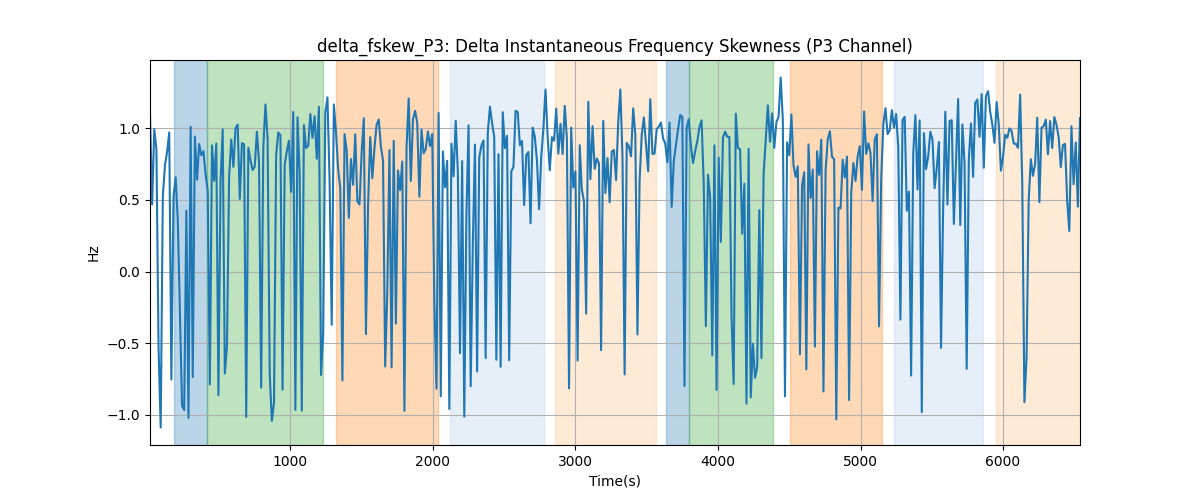 delta_fskew_P3: Delta Instantaneous Frequency Skewness (P3 Channel)
1.0
0.5
0.0
−0.5
−1.0
Hz
1000 2000 3000 4000 5000 6000
Time(s)